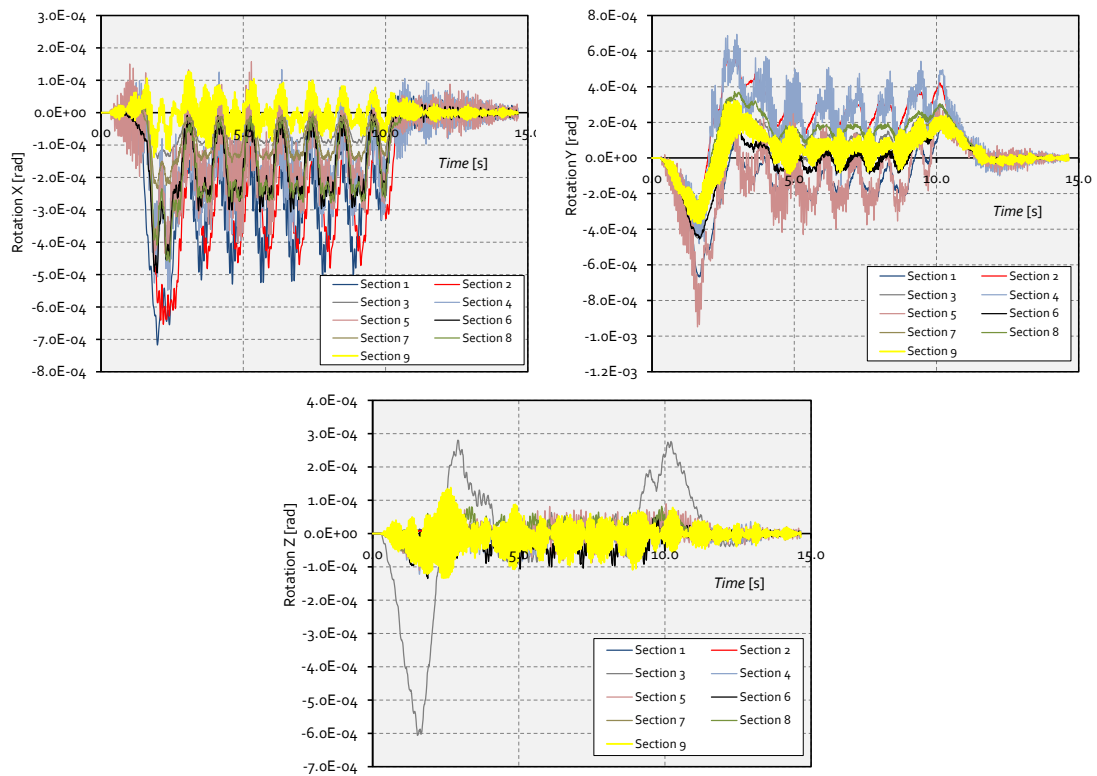 3.0E-04
2.0E-04
1.0E-04
0.0E+00
-1.0E-04
-2.0E-04
-3.0E-04
-4.0E-04
-5.0E-04
-6.0E-04
-7.0E-04
-8.0E-04
0.0 5.0 10.0 15.0
Rotation X [rad]
Time [s]
Section 1 Section 2
Section 3 Section 4
Section 5 Section 6
Section 7 Section 8
Section 9
8.0E-04
6.0E-04
4.0E-04
2.0E-04
0.0E+00
-2.0E-04
-4.0E-04
-6.0E-04
-8.0E-04
-1.0E-03
-1.2E-03
0.0 5.0 10.0 15.0
Rotation Y [rad]
Time [s]
Section 1 Section 2
Section 3 Section 4
Section 5 Section 6
Section 7 Section 8
Section 9
4.0E-04
3.0E-04
2.0E-04
1.0E-04
0.0E+00
-1.0E-04
-2.0E-04
-3.0E-04
-4.0E-04
-5.0E-04
-6.0E-04
-7.0E-04
0.0 5.0 10.0 15.0
Rotation Z [rad]
Time [s]
Section 1 Section 2
Section 3 Section 4
Section 5 Section 6
Section 7 Section 8
Section 9